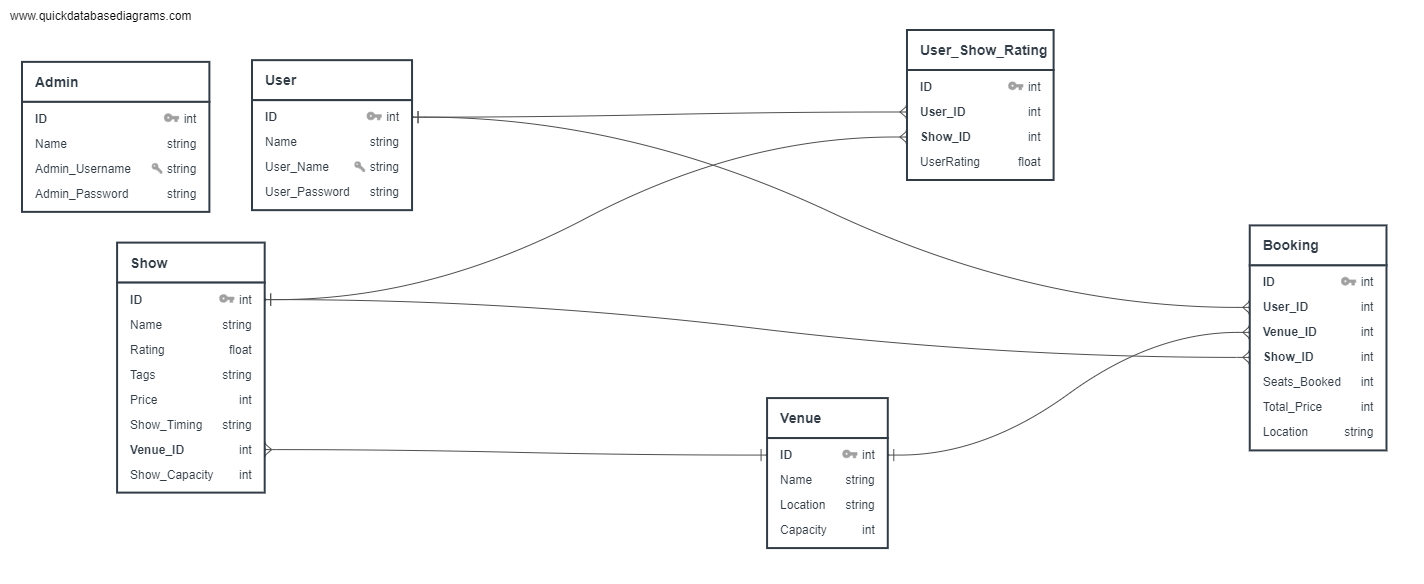 www.quickdatabasediagrams.com
Admin
ID int
Name string
Admin_Username string
Admin_Password string
User
ID int
Name string
User_Name string
User_Password string
User_Show_Rating
ID int
User_ID int
Show_ID int
UserRating float
Show
ID int
Name string
Rating float
Tags string
Price int
Show_Timing string
Venue_ID int
Show_Capacity int
Venue
ID int
Name string
Location string
Capacity int
Booking
ID int
User_ID int
Venue_ID int
Show_ID int
Seats_Booked int
Total_Price int
Location string